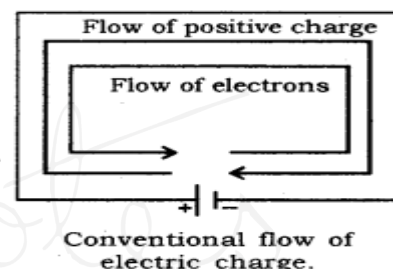 Flow of positive charge
Flow of electrons
+ –
Conventional flow of
electric charge.